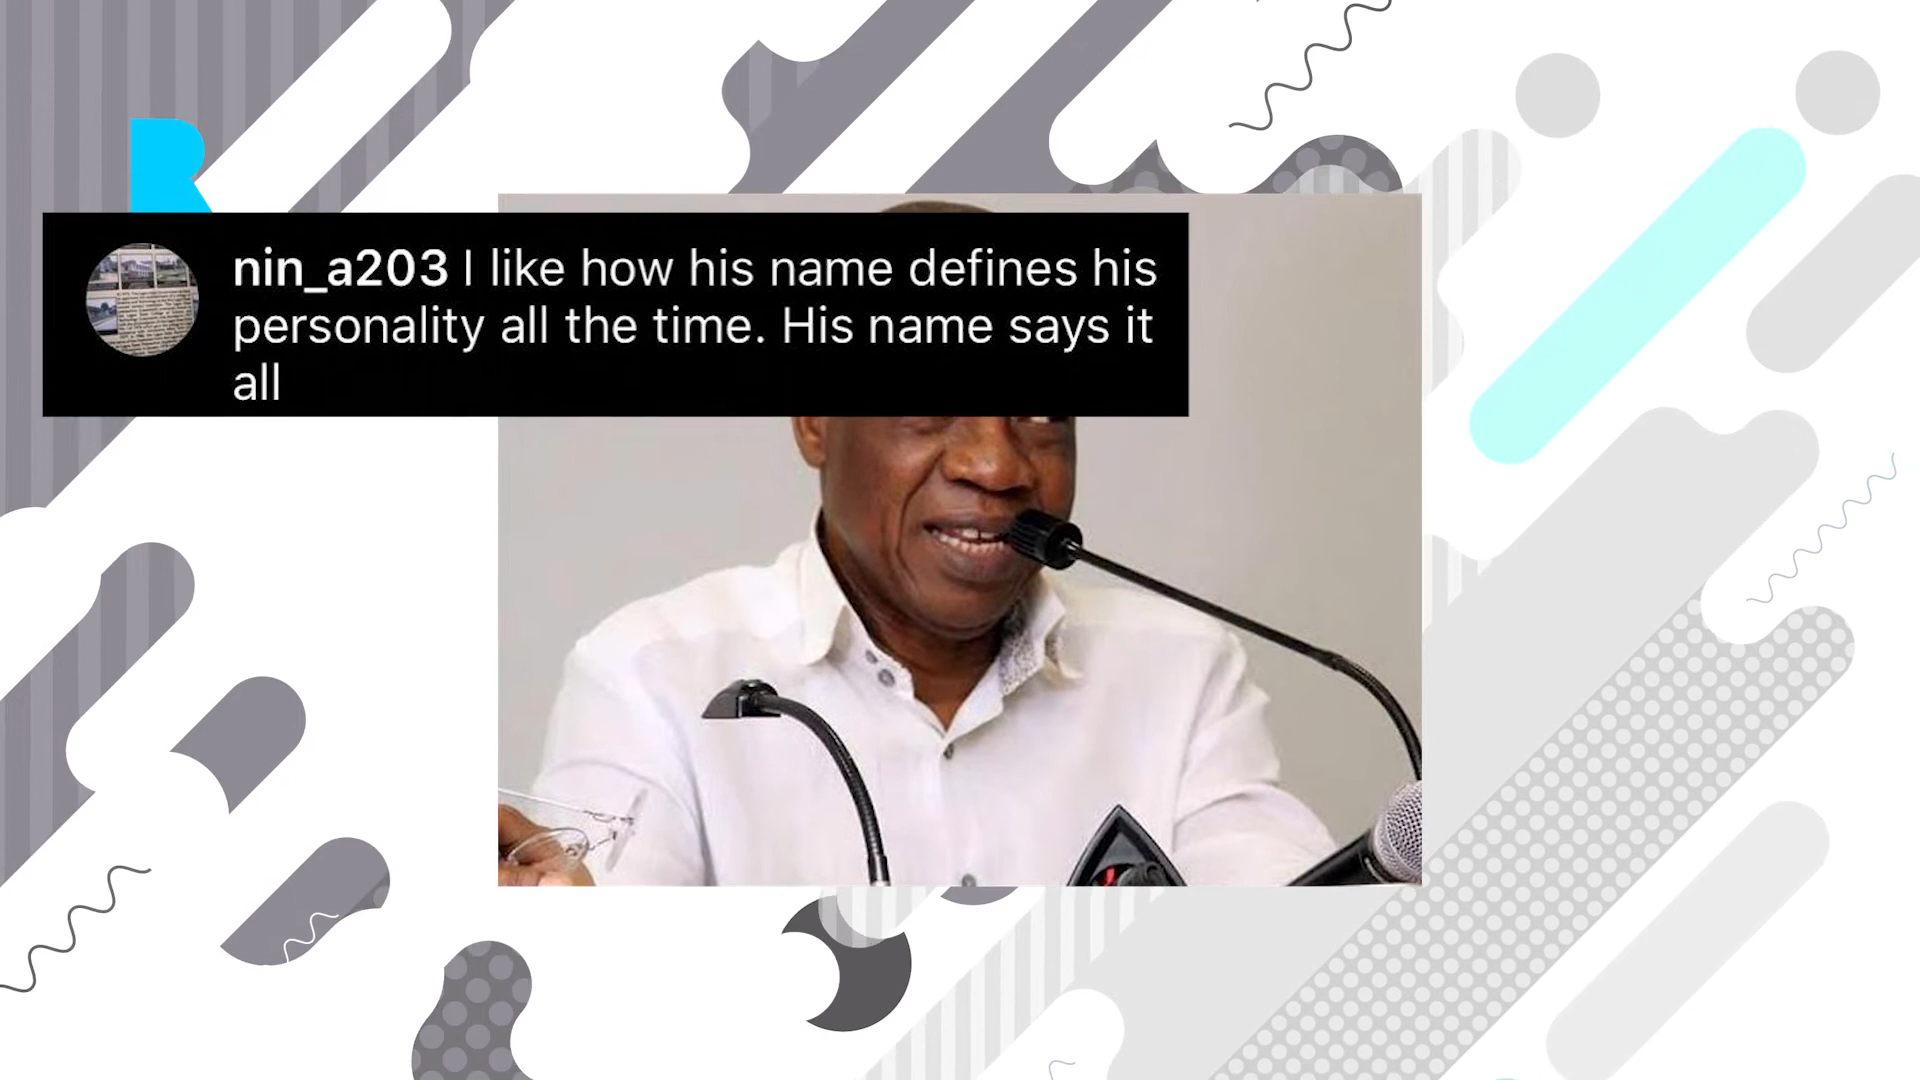 nin_a203 I like how his name defines his
personality all the time. His name says it
all